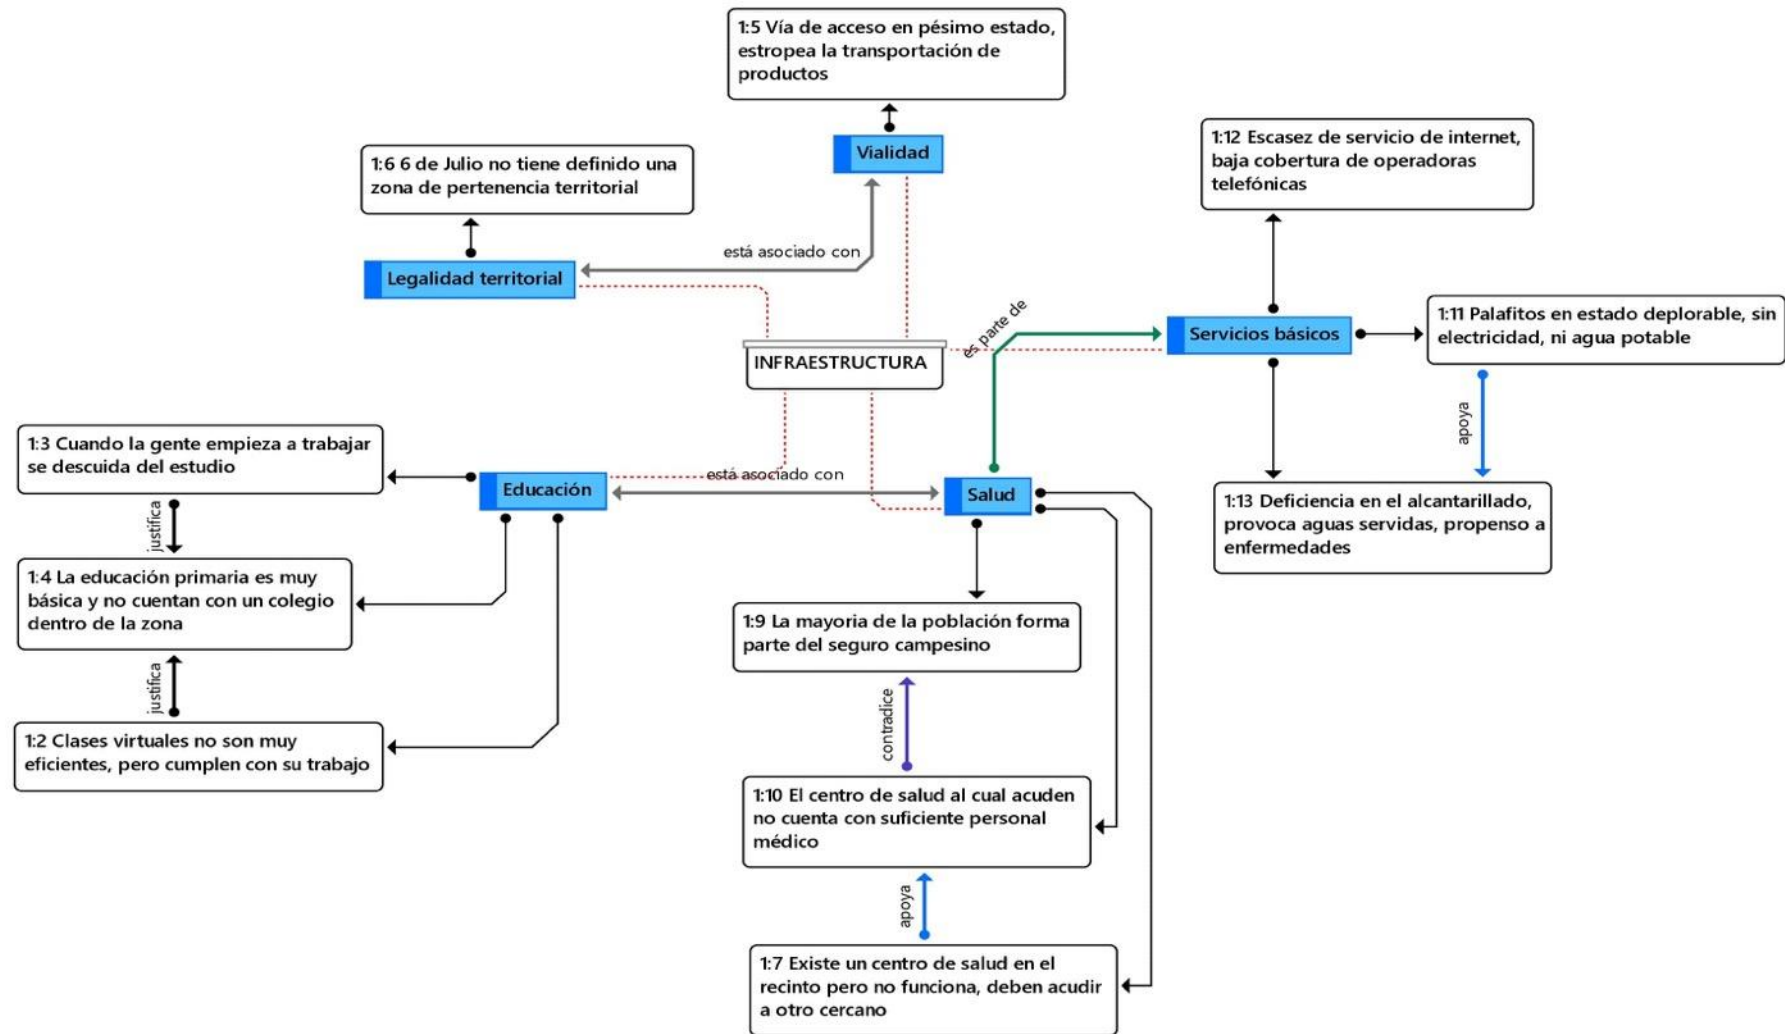 1:5 Vía de acceso en pésimo estado,
estropea la transportación de
productos
Vialidad
1:6 6 de Julio no tiene definido una
zona de pertenencia territorial
1:12 Escasez de servicio de internet,
baja cobertura de operadoras
telefónicas
está asociado con
Legalidad territorial
es parte de
Servicios básicos
1:11 Palafitos en estado deplorable, sin
electricidad, ni agua potable
INFRAESTRUCTURA
apoya
1:3 Cuando la gente empieza a trabajar
se descuida del estudio
está asociado con
Educación
Salud
1:13 Deficiencia en el alcantarillado,
provoca aguas servidas, propenso a
enfermedades
justifica
1:4 La educación primaria es muy
básica y no cuentan con un colegio
dentro de la zona
1:9 La mayoria de la población forma
parte del seguro campesino
justifica
contradice
1:2 Clases virtuales no son muy
eficientes, pero cumplen con su trabajo
1:10 El centro de salud al cual acuden
no cuenta con suficiente personal
médico
apoya
1:7 Existe un centro de salud en el
recinto pero no funciona, deben acudir
a otro cercano